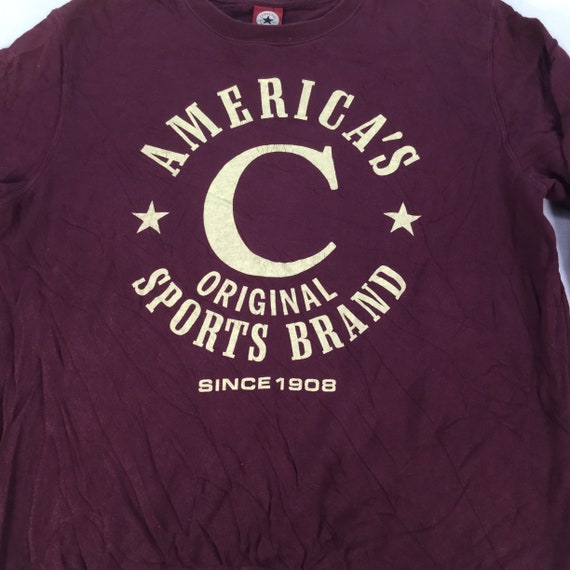 AMERICA'S
C
ORIGINAL
SPORTS BRAND
SINCE 1908